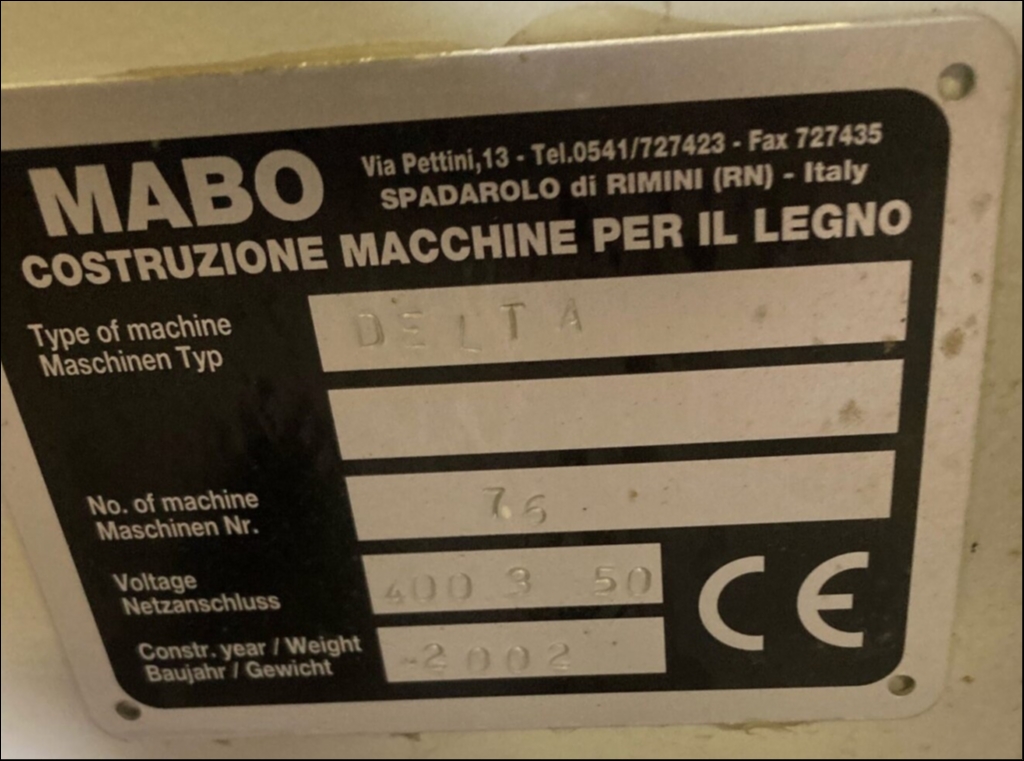 MABO
Via Pettini,13 - Tel.0541/727423 - Fax 727435
SPADAROLO di RIMINI (RN) - Italy
COSTRUZIONE MACCHINE PER IL LEGNO
Type of machine DELTA
Maschinen Typ
No. of machine 76
Maschinen Nr.
Voltage 400 3 50
Netzanschluss
Constr. year / Weight 2002
Baujahr / Gewicht
CE